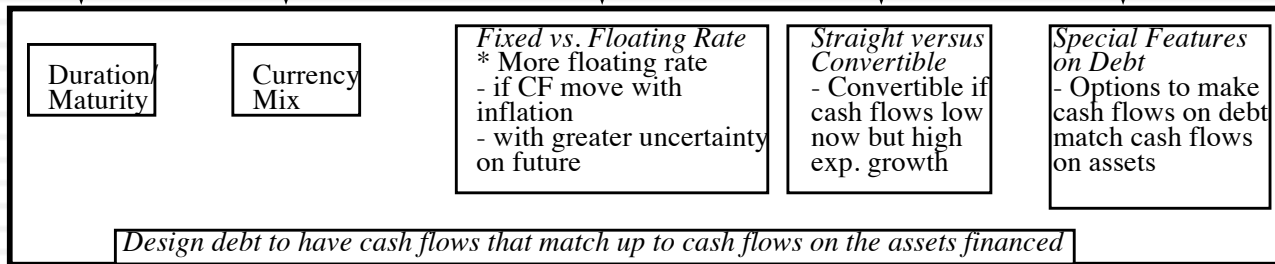 Duration/
Maturity
Currency
Mix
Fixed vs. Floating Rate
* More floating rate
- if CF move with
inflation
- with greater uncertainty
on future
Straight versus
Convertible
- Convertible if
cash flows low
now but high
exp. growth
Special Features
on Debt
- Options to make
cash flows on debt
match cash flows
on assets
Design debt to have cash flows that match up to cash flows on the assets financed